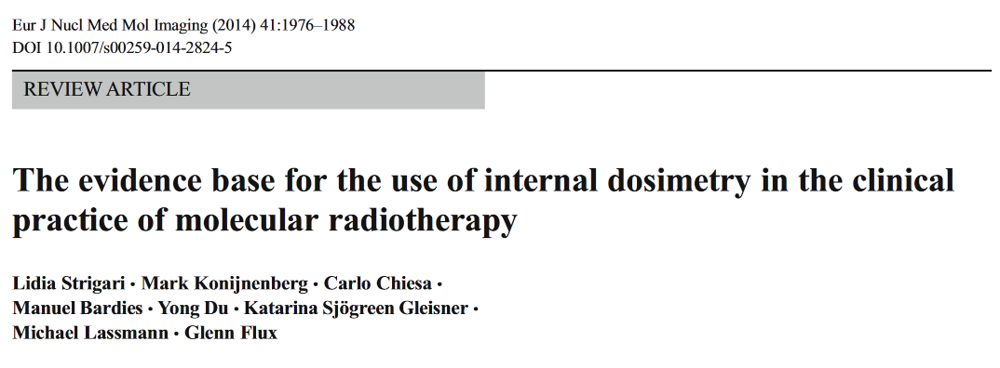 Eur J Nucl Med Mol Imaging (2014) 41:1976–1988
DOI 10.1007/s00259-014-2824-5
REVIEW ARTICLE
The evidence base for the use of internal dosimetry in the clinical
practice of molecular radiotherapy
Lidia Strigari · Mark Konijnenberg · Carlo Chiesa ·
Manuel Bardies · Yong Du · Katarina Sjögreen Gleisner ·
Michael Lassmann · Glenn Flux